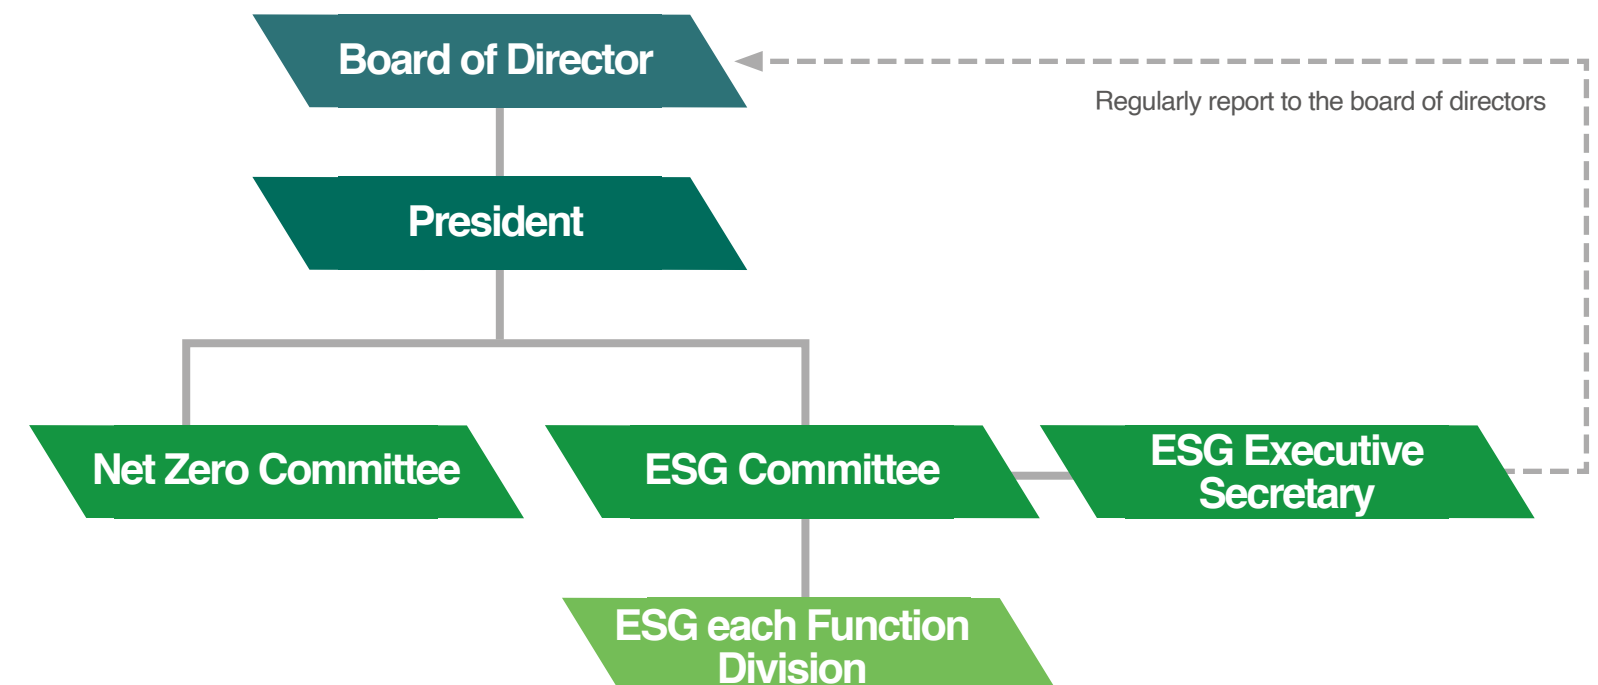 Board of Director
Regularly report to the board of directors
President
Net Zero Committee
ESG Committee
ESG Executive
Secretary
ESG each Function
Division